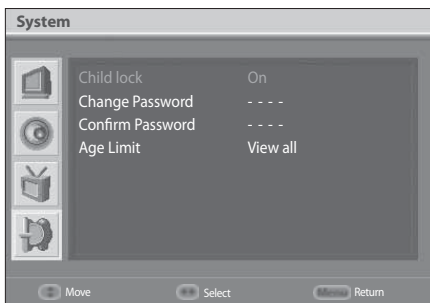 System
Child lock On
Change Password - - - -
Confirm Password - - - -
Age Limit View all
Move Select Menu Return